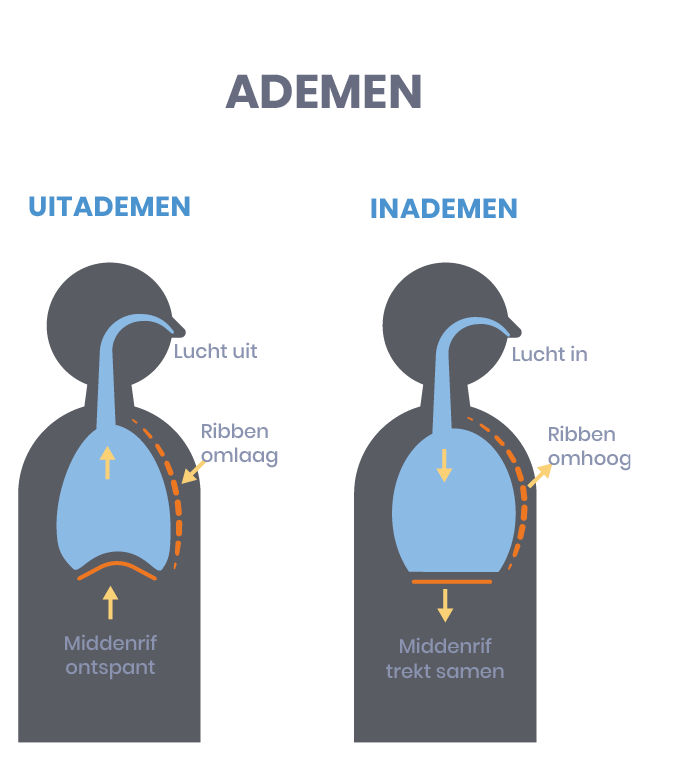 ADEMEN
UITADEMEN
Lucht uit
Ribben
omlaag
Middenrif
ontspant
INADEMEN
Lucht in
Ribben
omhoog
Middenrif
trekt samen